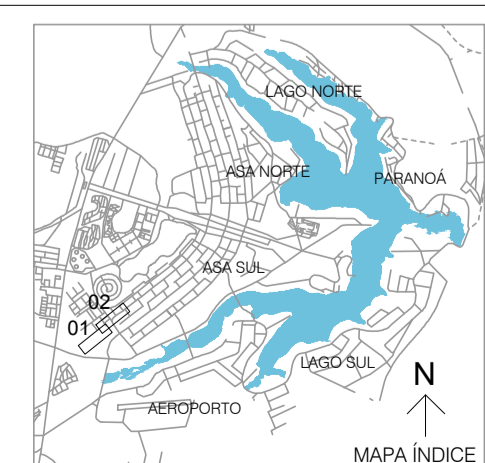 LAGO NORTE
ASA NORTE
PARANOÁ
ASA SUL
02
01
LAGO SUL
N
AEROPORTO
MAPA ÍNDICE